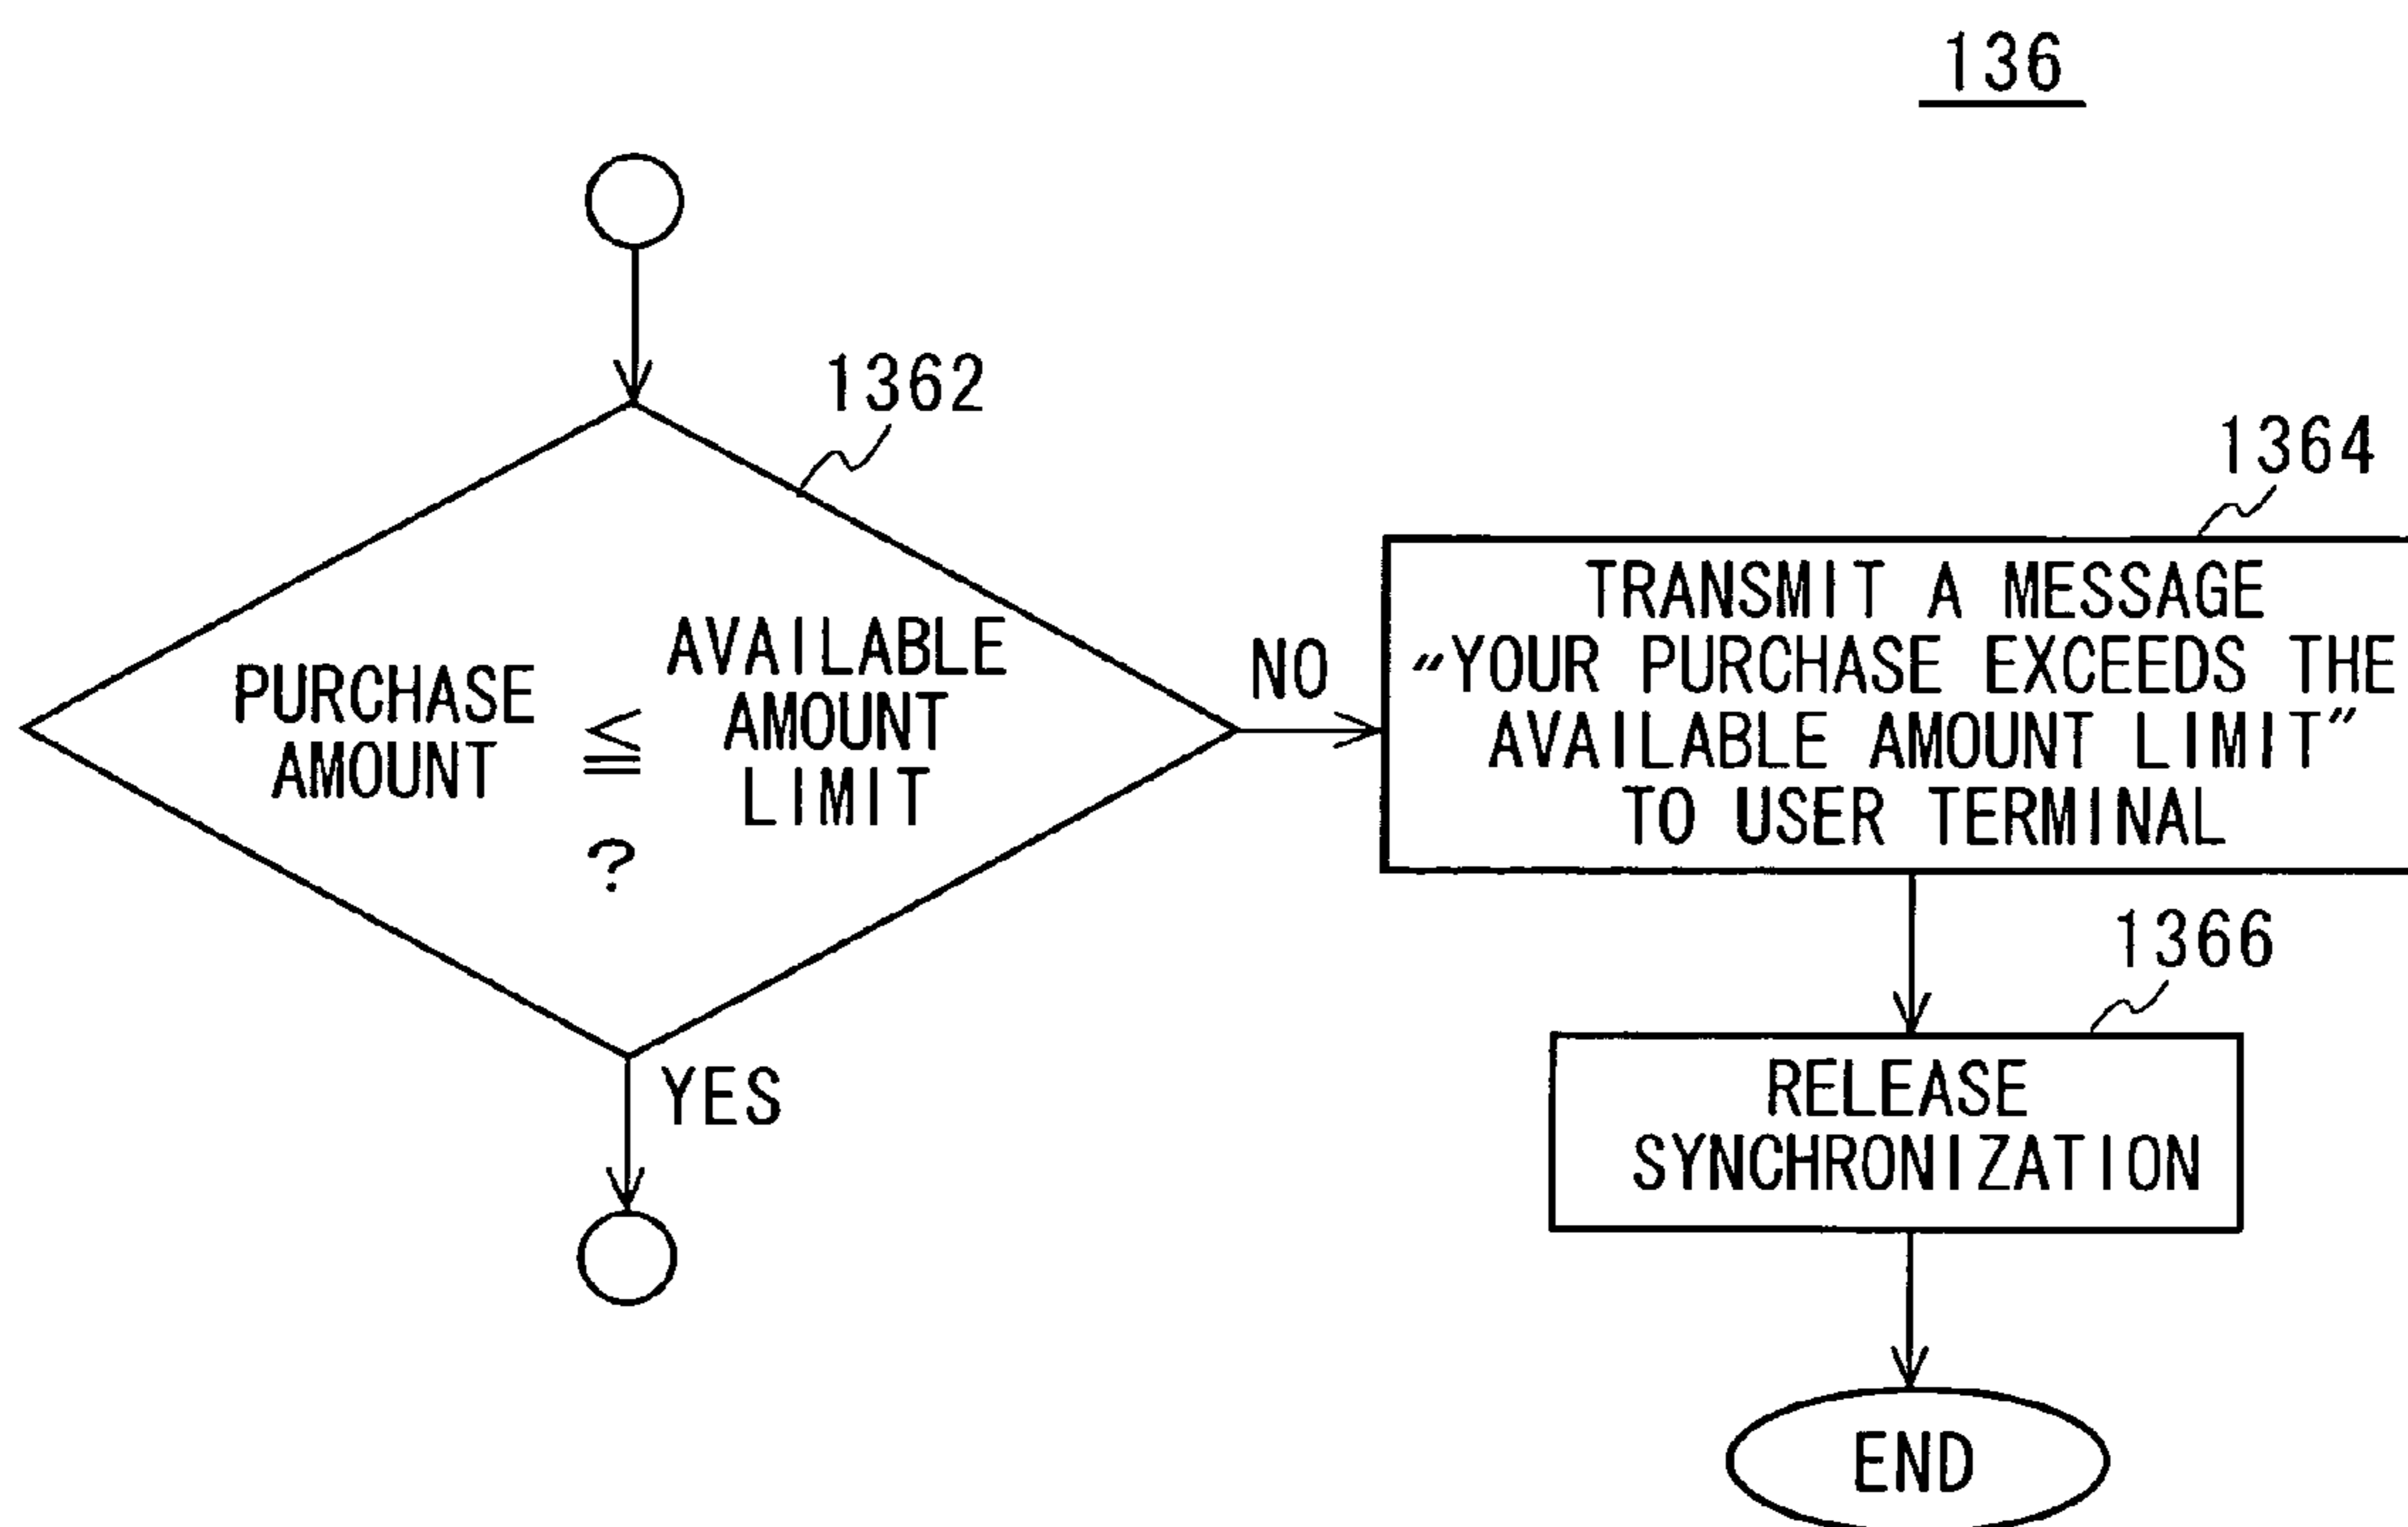 136
1362
1364
PURCHASE
AMOUNT
≦
AVAILABLE
AMOUNT
LIMIT
?
NO
TRANSMIT A MESSAGE
"YOUR PURCHASE EXCEEDS THE
AVAILABLE AMOUNT LIMIT"
TO USER TERMINAL
1366
YES
RELEASE
SYNCHRONIZATION
END